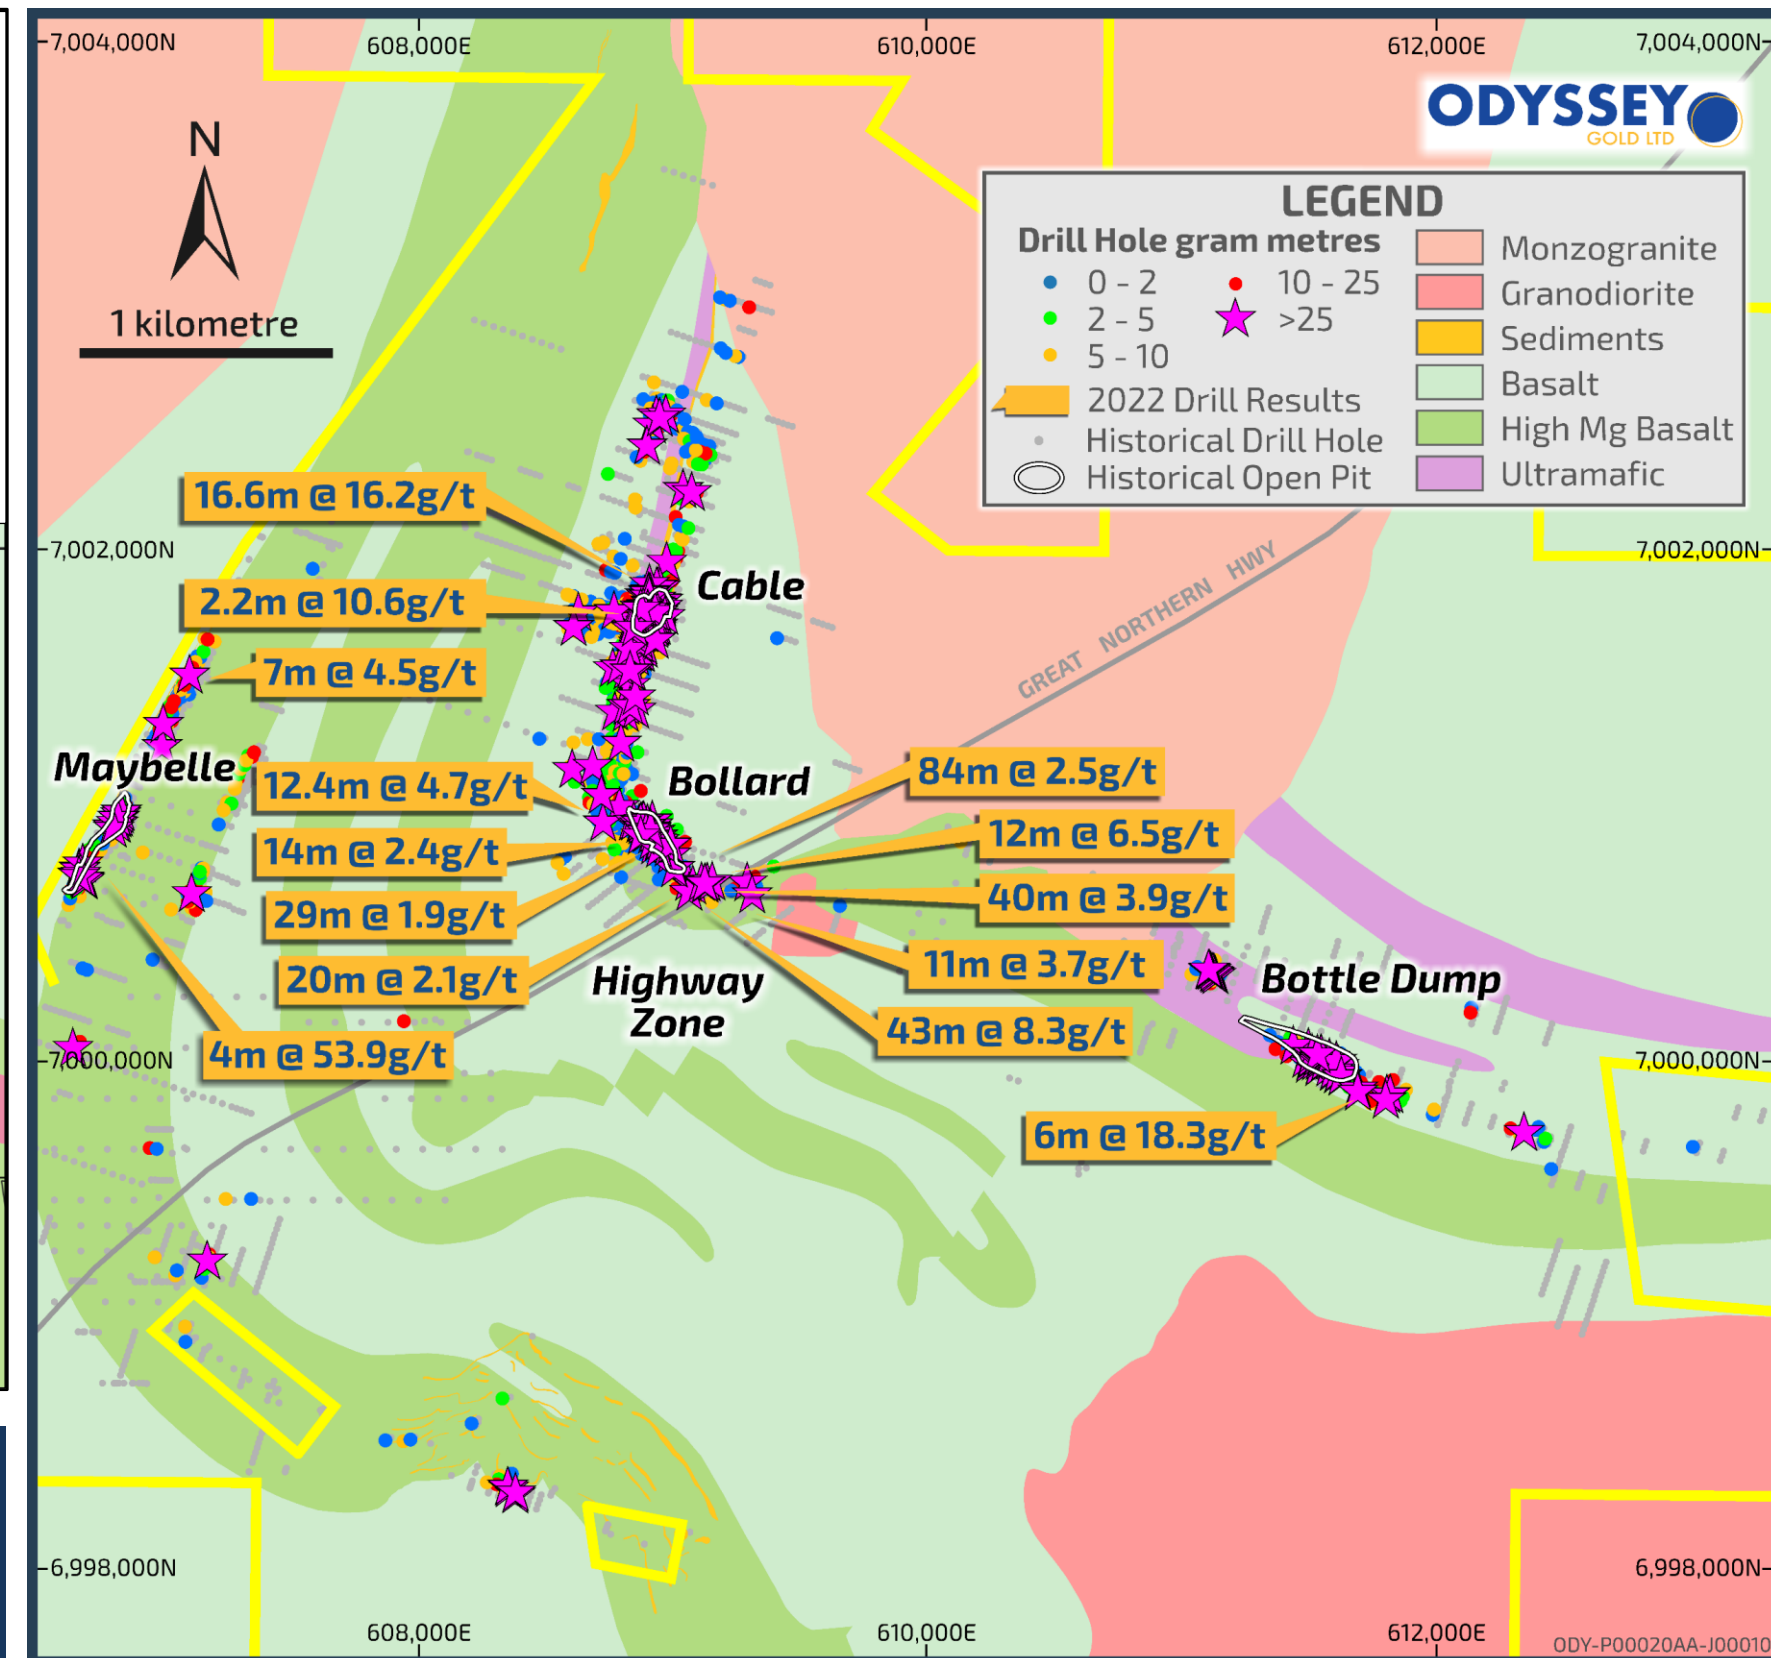 7,004,000N
608,000E
610,000E
612,000E
7,004,000N
ODYSSEY
GOLD LTD
N
1 kilometre
LEGEND
Drill Hole gram metres
0 - 2
2 - 5
5 - 10
10 - 25
>25
2022 Drill Results
Historical Drill Hole
Historical Open Pit
Monzogranite
Granodiorite
Sediments
Basalt
High Mg Basalt
Ultramafic
16.6m @ 16.2g/t
7,002,000N
7,002,000N
GREAT NORTHERN HWY
Cable
2.2m @ 10.6g/t
7m @ 4.5g/t
Maybelle
Bollard
12.4m @ 4.7g/t
84m @ 2.5g/t
14m @ 2.4g/t
12m @ 6.5g/t
29m @ 1.9g/t
40m @ 3.9g/t
20m @ 2.1g/t
11m @ 3.7g/t
Highway
Zone
Bottle Dump
43m @ 8.3g/t
4m @ 53.9g/t
7,000,000N
7,000,000N
6m @ 18.3g/t
6,998,000N
6,998,000N
608,000E
610,000E
612,000E
ODY-P00020AA-J00010